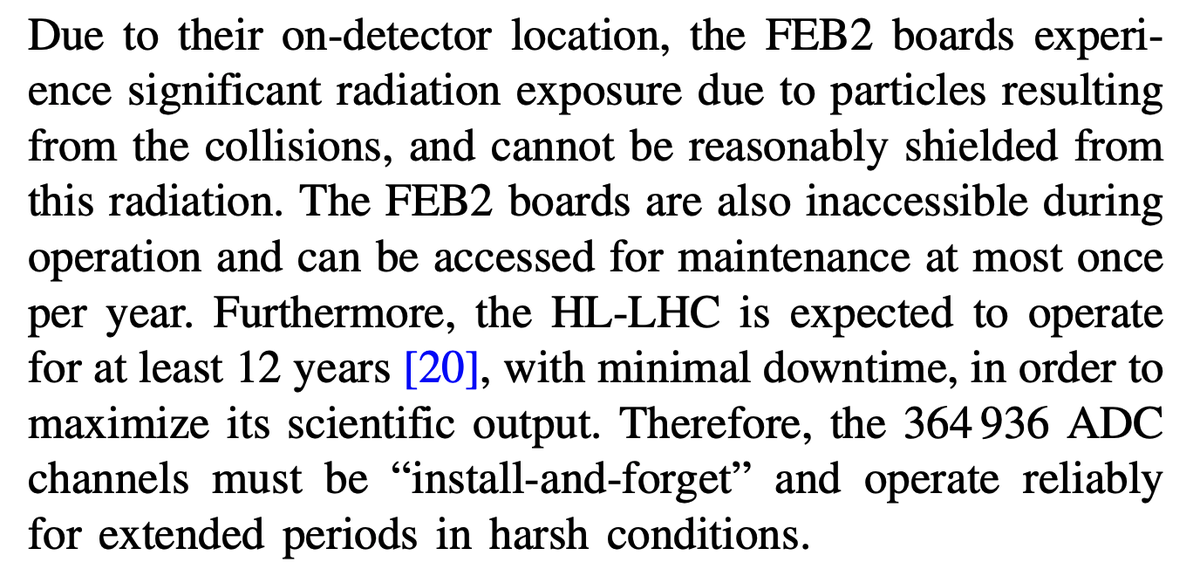 Due to their on-detector location, the FEB2 boards experi-
ence significant radiation exposure due to particles resulting
from the collisions, and cannot be reasonably shielded from
this radiation. The FEB2 boards are also inaccessible during
operation and can be accessed for maintenance at most once
per year. Furthermore, the HL-LHC is expected to operate
for at least 12 years [20], with minimal downtime, in order to
maximize its scientific output. Therefore, the 364 936 ADC
channels must be “install-and-forget” and operate reliably
for extended periods in harsh conditions.